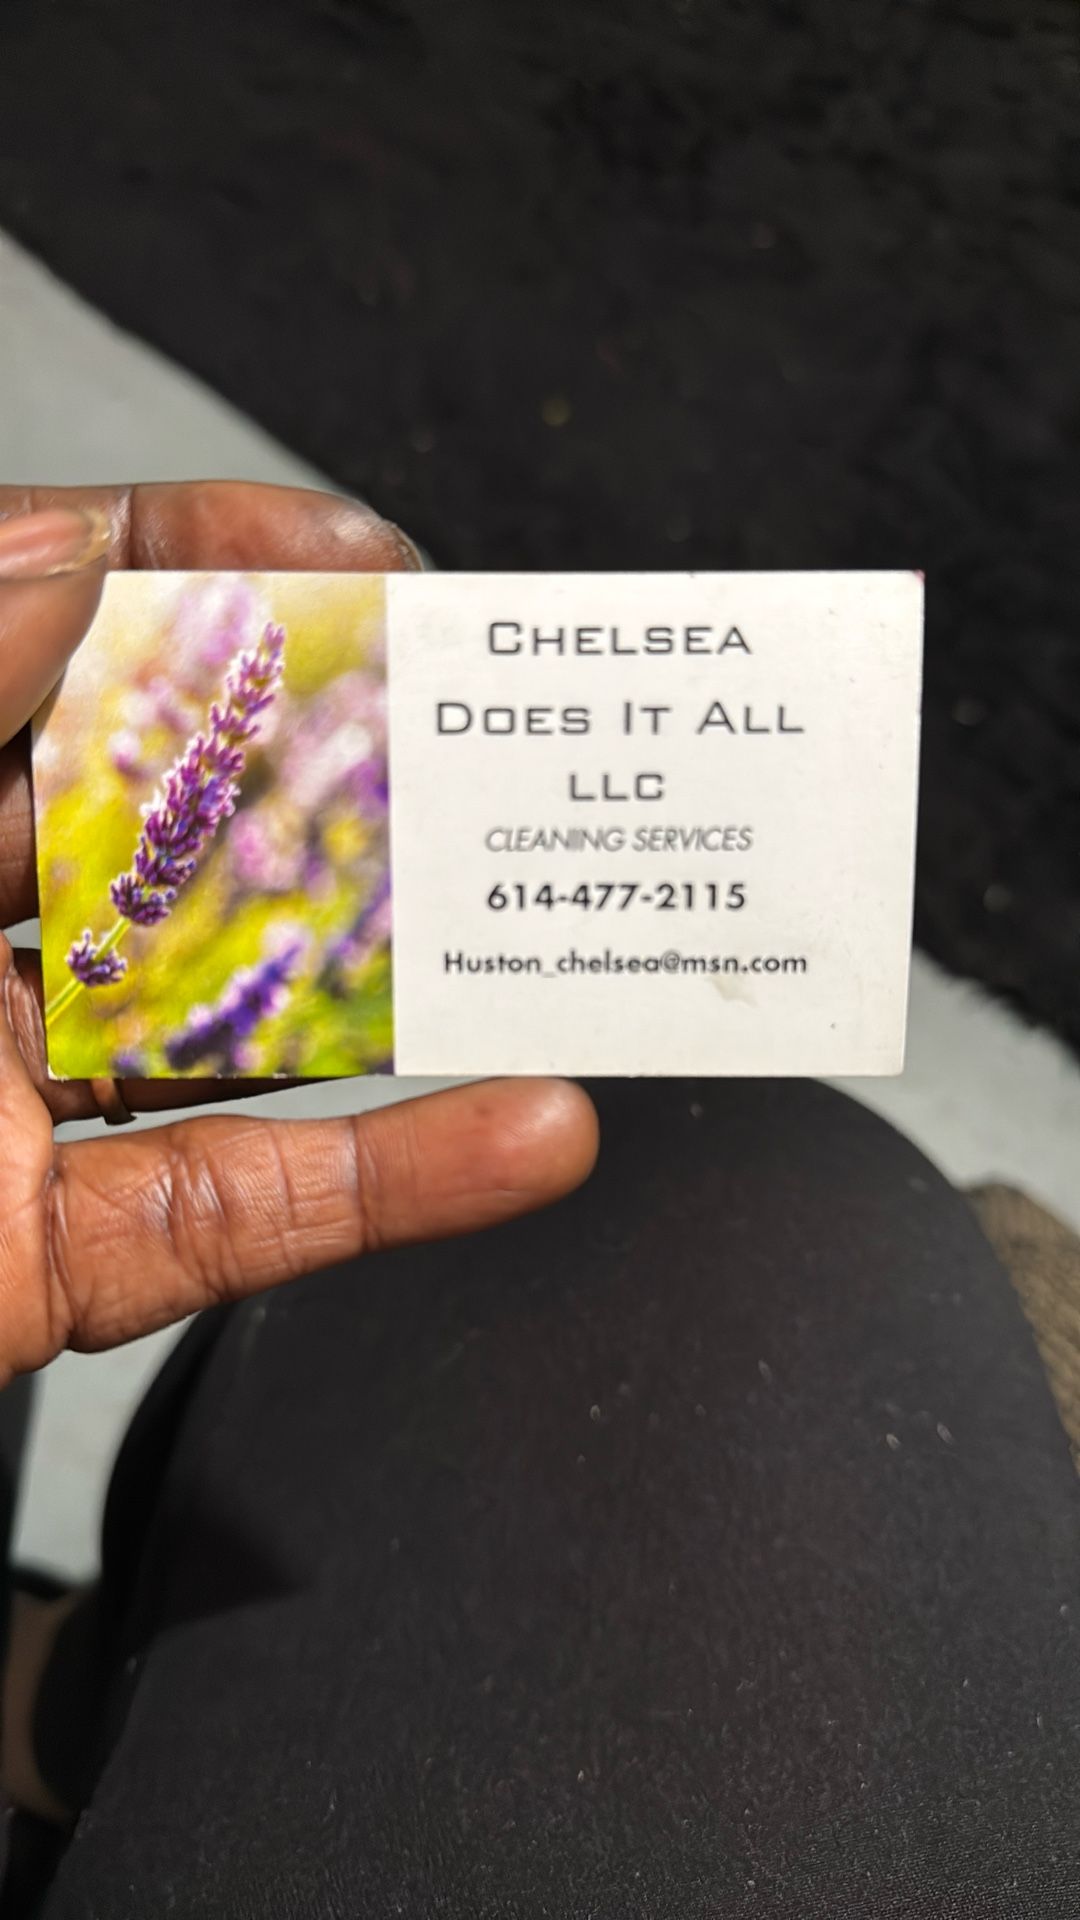 CHELSEA
DOES IT ALL
LLC
CLEANING SERVICES
614-477-2115
Huston_chelsea@msn.com